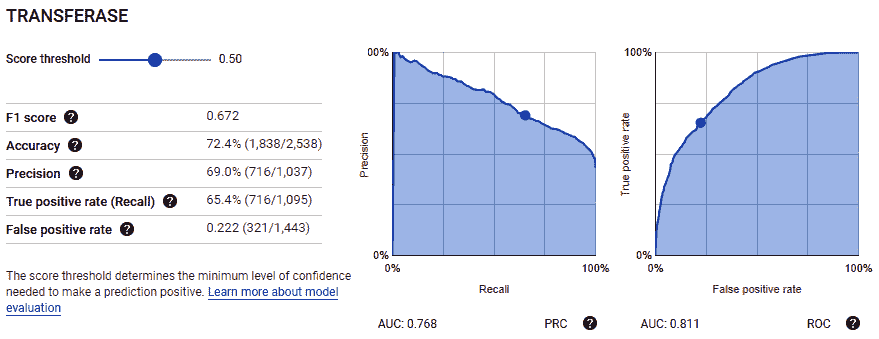 TRANSFERASE
Score threshold 0.50
F1 score ? 0.672
Accuracy ? 72.4% (1,838/2,538)
Precision ? 69.0% (716/1,037)
True positive rate (Recall) ? 65.4% (716/1,095)
False positive rate ? 0.222 (321/1,443)
The score threshold determines the minimum level of confidence
needed to make a prediction positive. Learn more about model
evaluation
00%
Precision
0%
0% 100%
Recall
AUC: 0.768 PRC ?
100%
True positive rate
0%
0% 100%
False positive rate
AUC: 0.811 ROC ?